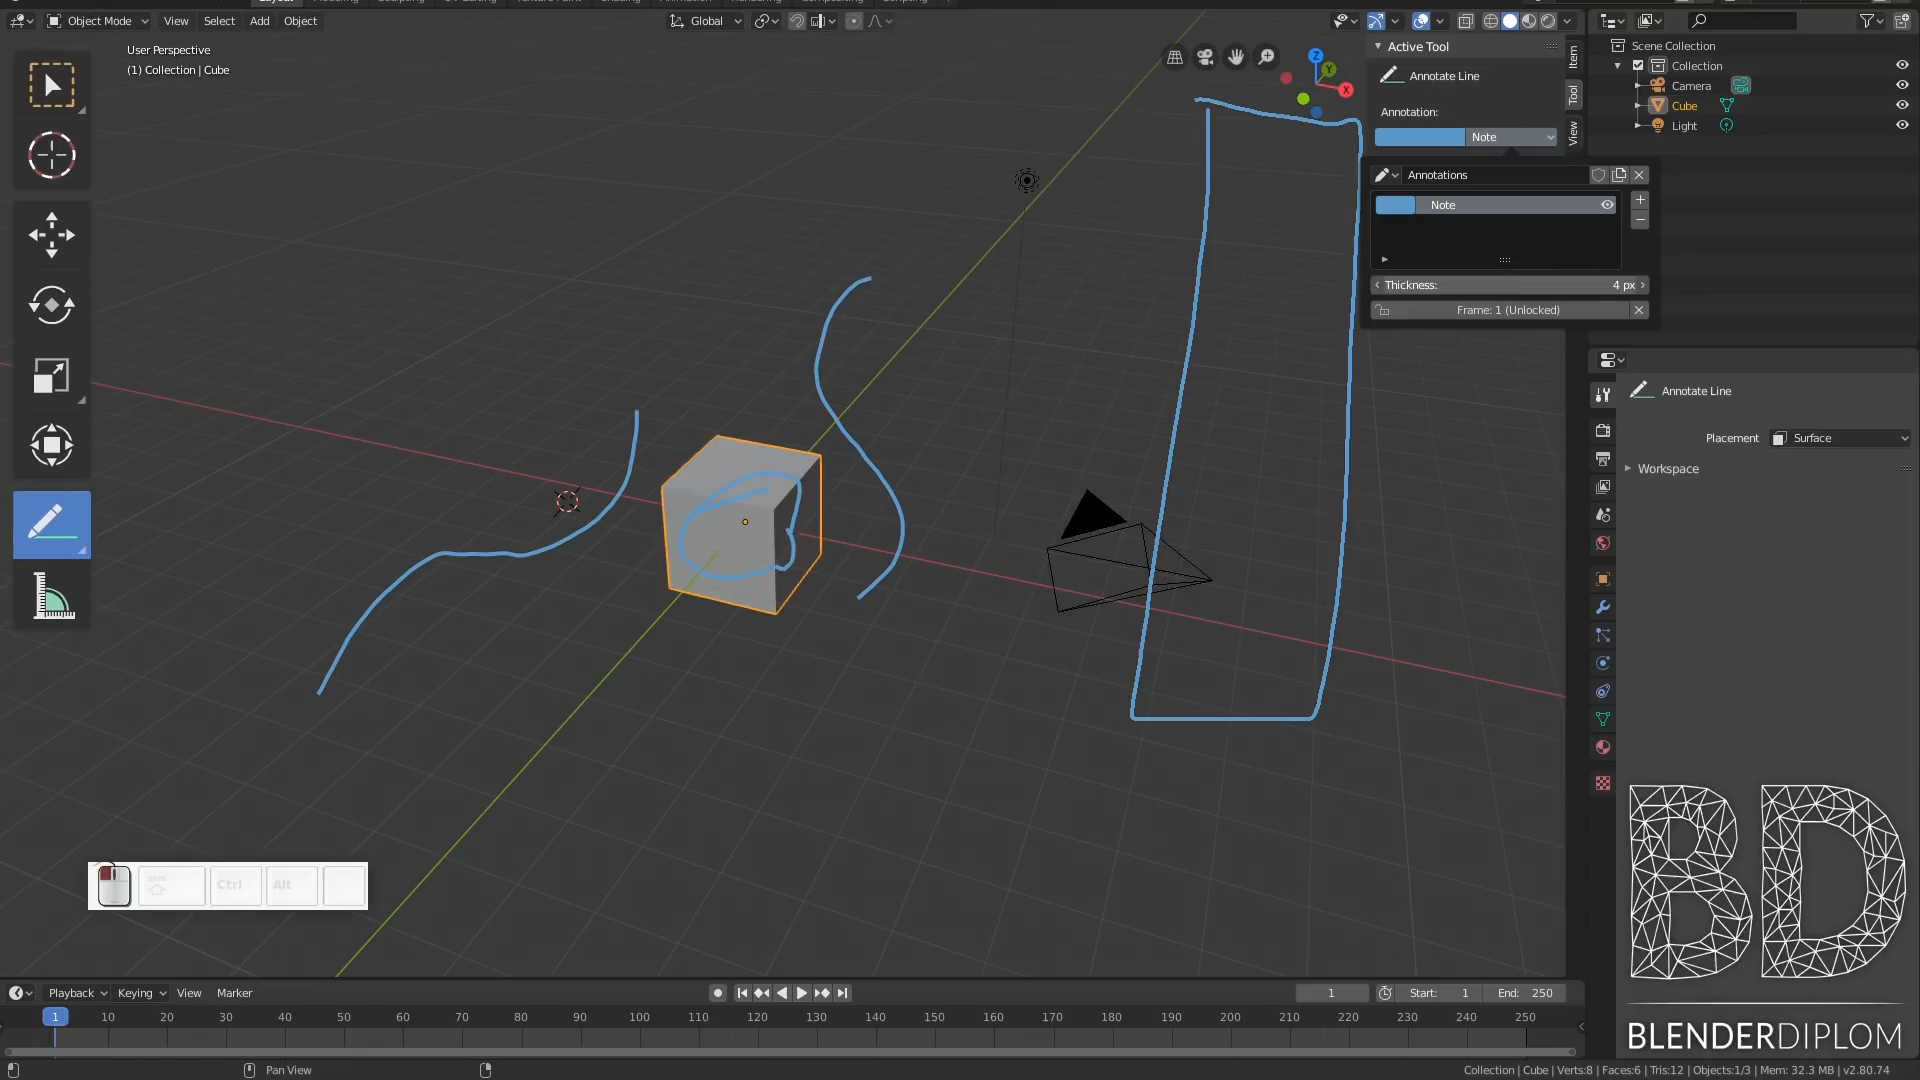 Object Mode View Select Add Object Global
User Perspective
(1) Collection | Cube
Z
Y
X
Active Tool
Annotate Line
Annotation:
Note
Item
Tool
View
Annotations
Note
Thickness: 4 px
Frame: 1 (Unlocked)
Scene Collection
Collection
Camera
Cube
Light
Annotate Line
Placement Surface
Workspace
Shift Ctrl Alt
BD
BLENDERDIPLOM
Playback Keying View Marker 1 Start: 1 End: 250
1 10 20 30 40 50 60 70 80 90 100 110 120 130 140 150 160 170 180 190 200 210 220 230 240 250
Pan View
Collection | Cube | Verts:8 | Faces:6 | Tris:12 | Objects:1/3 | Mem: 32.3 MB | v2.80.74